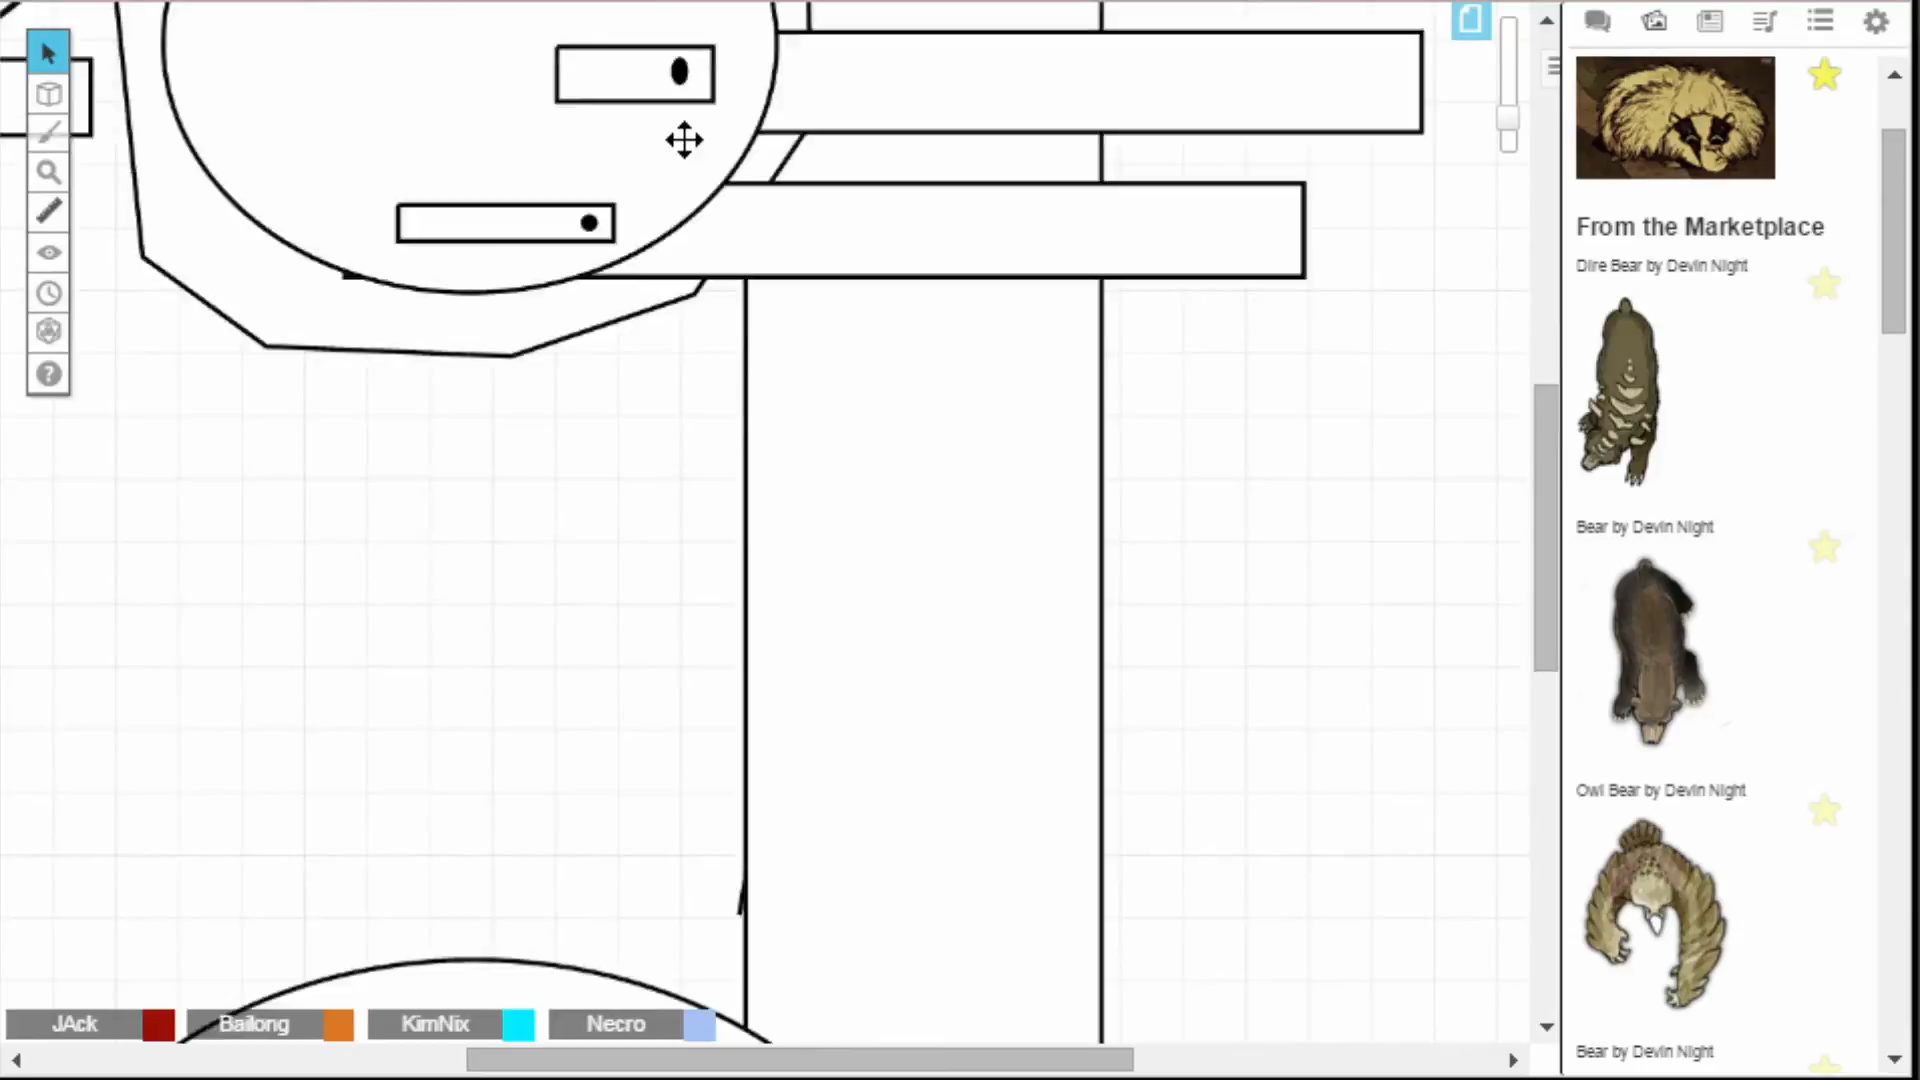 From the Marketplace
Dire Bear by Devin Night
Bear by Devin Night
Owl Bear by Devin Night
Bear by Devin Night
JAck
Bailong
KimNix
Necro